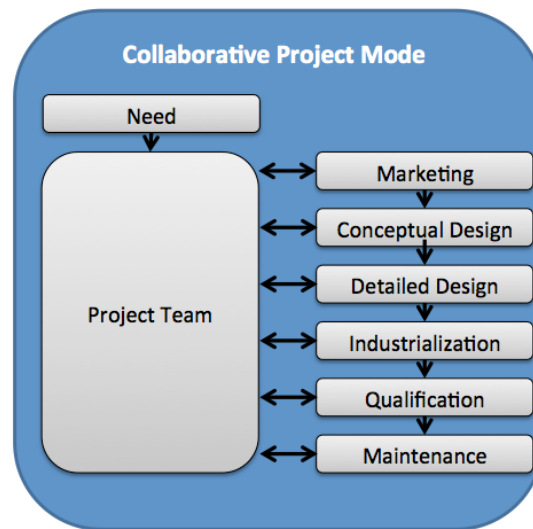 Collaborative Project Mode
Need
Project Team
Marketing
Conceptual Design
Detailed Design
Industrialization
Qualification
Maintenance